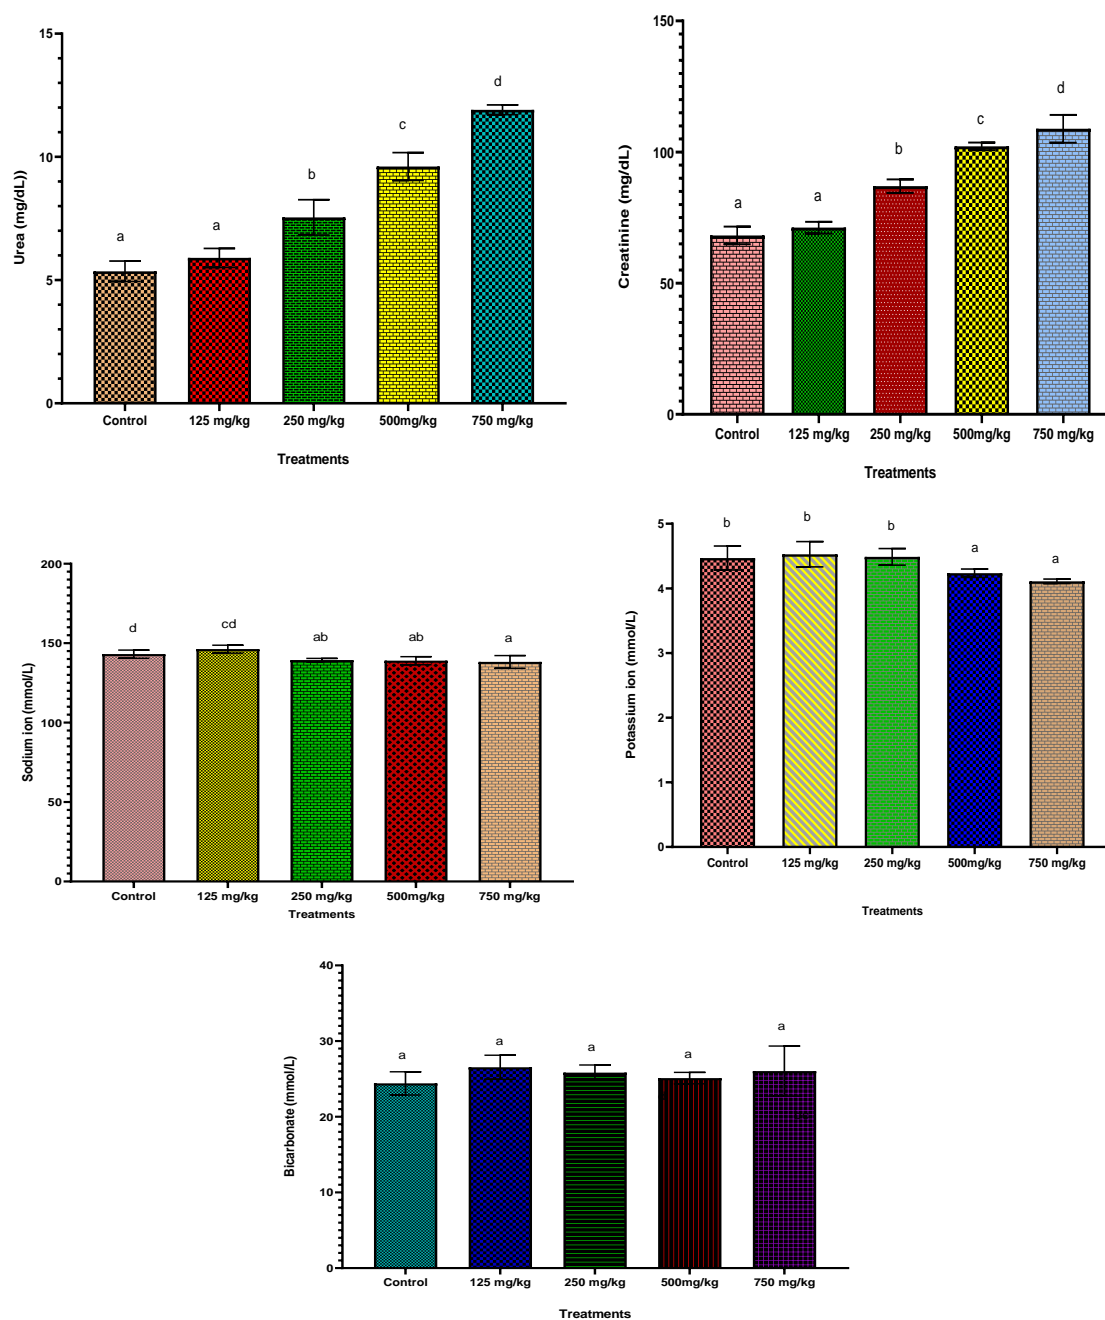 15
10
5
0
Urea (mg/dL))
a
a
b
c
d
Control
125 mg/kg
250 mg/kg
500mg/kg
750 mg/kg
Treatments
150
100
50
0
Creatinine (mg/dL)
a
a
b
c
d
Control
125 mg/kg
250 mg/kg
500mg/kg
750 mg/kg
Treatments
200
150
100
50
0
Sodium ion (mmol/L)
d
cd
ab
ab
a
Control
125 mg/kg
250 mg/kg
500mg/kg
750 mg/kg
Treatments
5
4
3
2
1
0
Potassium ion (mmol/L)
b
b
b
a
a
Control
125 mg/kg
250 mg/kg
500mg/kg
750 mg/kg
Treatments
40
30
20
10
0
Bicarbonate (mmol/L)
a
a
a
a
a
Control
125 mg/kg
250 mg/kg
500mg/kg
750 mg/kg
Treatments